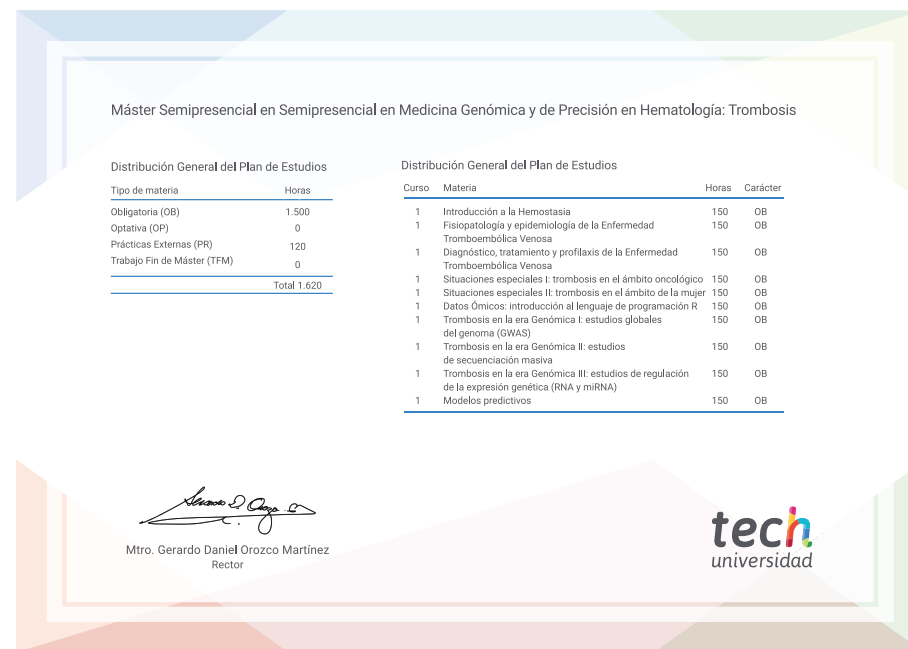 Máster Semipresencial en Semipresencial en Medicina Genómica y de Precisión en Hematología: Trombosis
Distribución General del Plan de Estudios
Tipo de materia Horas
Obligatoria (OB) 1.500
Optativa (OP) 0
Prácticas Externas (PR) 120
Trabajo Fin de Máster (TFM) 0
Total 1.620
Distribución General del Plan de Estudios
Curso Materia Horas Carácter
1 Introducción a la Hemostasia 150 OB
1 Fisiopatología y epidemiología de la Enfermedad 150 OB
Tromboembólica Venosa
1 Diagnóstico, tratamiento y profilaxis de la Enfermedad 150 OB
Tromboembólica Venosa
1 Situaciones especiales I: trombosis en el ámbito oncológico 150 OB
1 Situaciones especiales II: trombosis en el ámbito de la mujer 150 OB
1 Datos Ómicos: introducción al lenguaje de programación R 150 OB
1 Trombosis en la era Genómica I: estudios globales 150 OB
del genoma (GWAS)
1 Trombosis en la era Genómica II: estudios 150 OB
de secuenciación masiva
1 Trombosis en la era Genómica III: estudios de regulación 150 OB
de la expresión genética (RNA y miRNA)
1 Modelos predictivos 150 OB
Mtro. Gerardo Daniel Orozco Martínez
Rector
tech
universidad